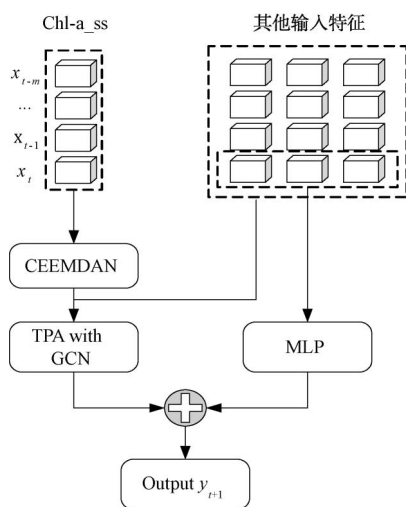 Chl-a_ss
其他输入特征
x_{t-m}
...
x_{t-1}
x_t
CEEMDAN
TPA with
GCN
MLP
Output y_{t+1}